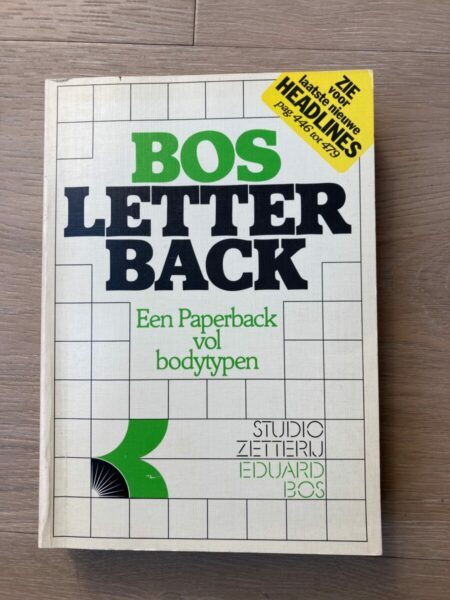 ZIE
voor
laatste nieuwe
HEADLINES
pag. 446 tot 479
BOS
LETTER
BACK
Een Paperback
vol
bodytypen
STUDIO
ZETTERIJ
EDUARD
BOS